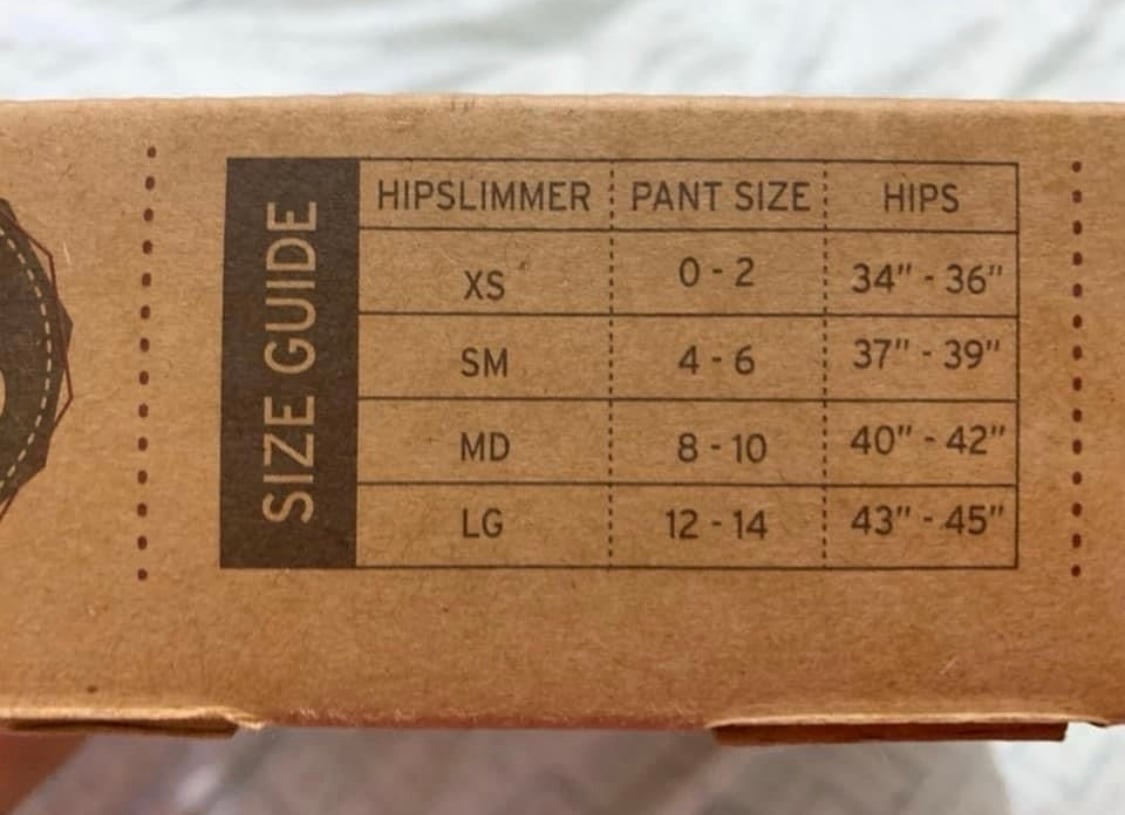 SIZE GUIDE
HIPSLIMMER PANT SIZE HIPS
XS 0 - 2 34" - 36"
SM 4 - 6 37" - 39"
MD 8 - 10 40" - 42"
LG 12 - 14 43" - 45"